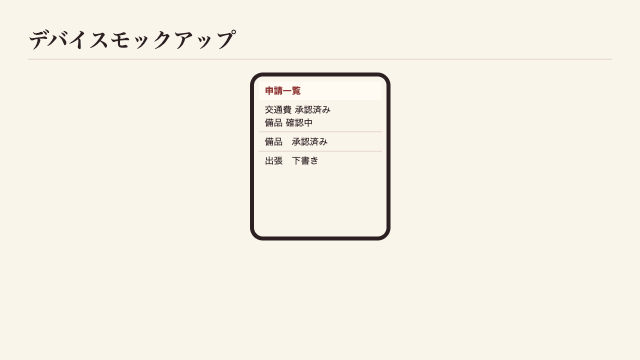 デバイスモックアップ
申請一覧
交通費 承認済み
備品 確認中
備品　承認済み
出張　下書き